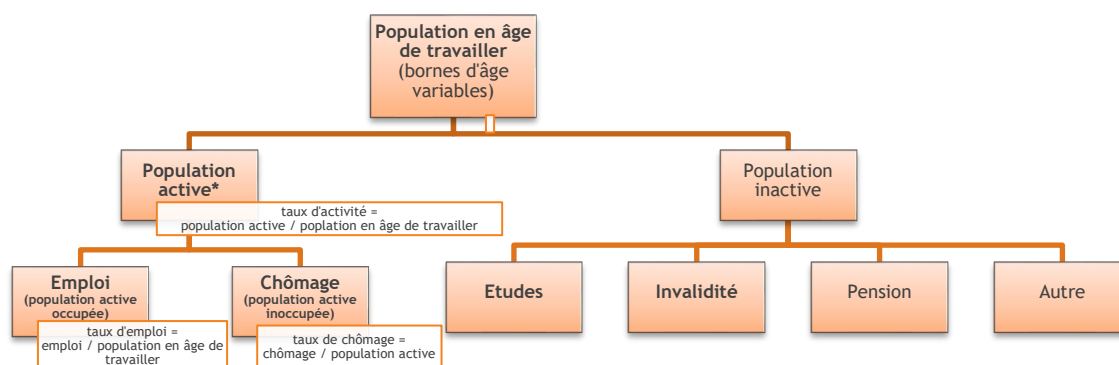 Population en âge
de travailler
(bornes d'âge
variables)
Population
active*
taux d'activité =
population active / poplation en âge de travailler
Population
inactive
Emploi
(population active
occupée)
taux d'emploi =
emploi / population en âge de
travailler
Chômage
(population active
inoccupée)
taux de chômage =
chômage / population active
Etudes
Invalidité
Pension
Autre